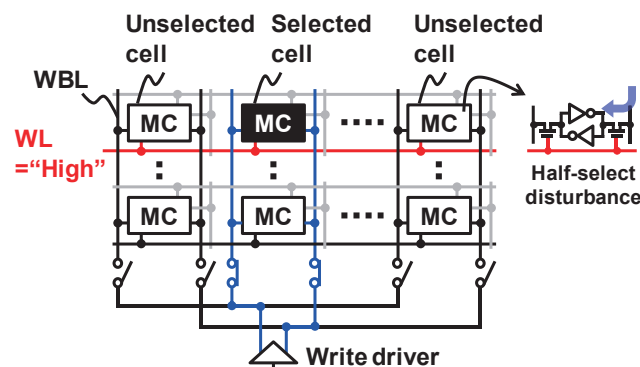 Unselected
cell
Selected
cell
Unselected
cell
WBL
MC
MC
MC
WL
="High"
Half-select
disturbance
MC
MC
MC
Write driver